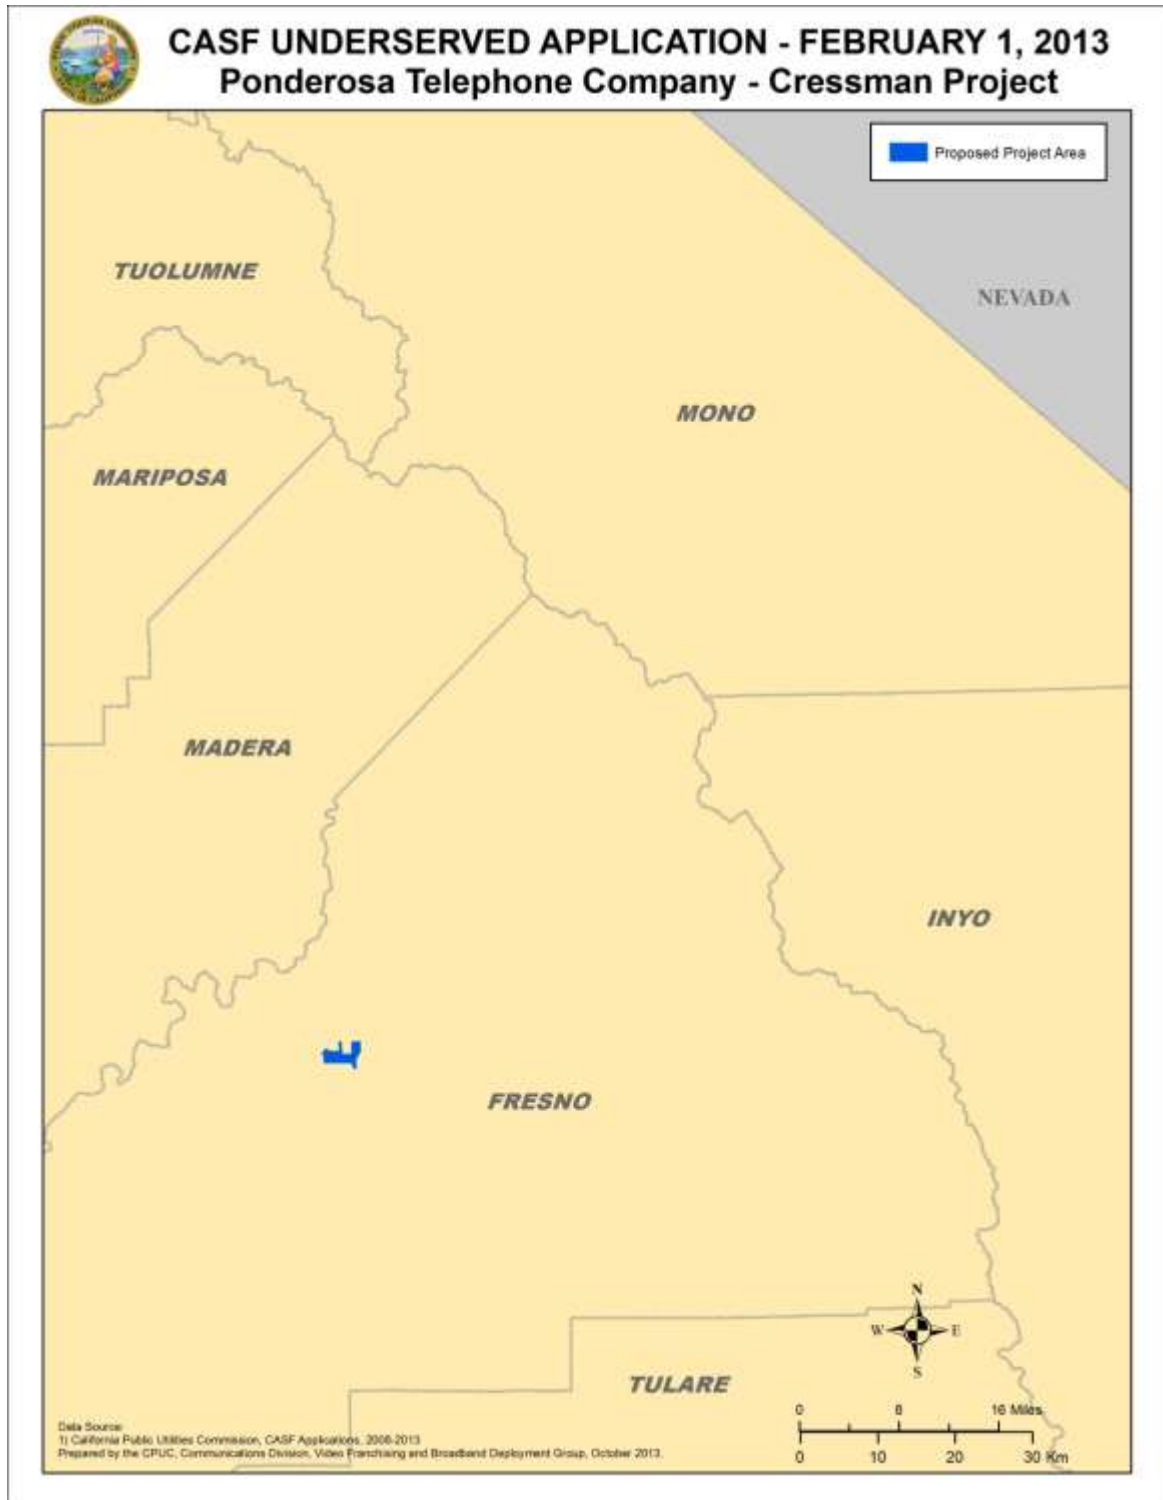 CASF UNDERSERVED APPLICATION - FEBRUARY 1, 2013
Ponderosa Telephone Company - Cressman Project
Proposed Project Area
TUOLUMNE
NEVADA
MONO
MARIPOSA
MADERA
INYO
FRESNO
N
W E
S
TULARE
0 8 16 Miles
0 10 20 30 Km
Data Source:
1) California Public Utilities Commission, CASF Applications, 2008-2013
Prepared by the CPUC, Communications Division, Video Franchising and Broadband Deployment Group, October 2013.